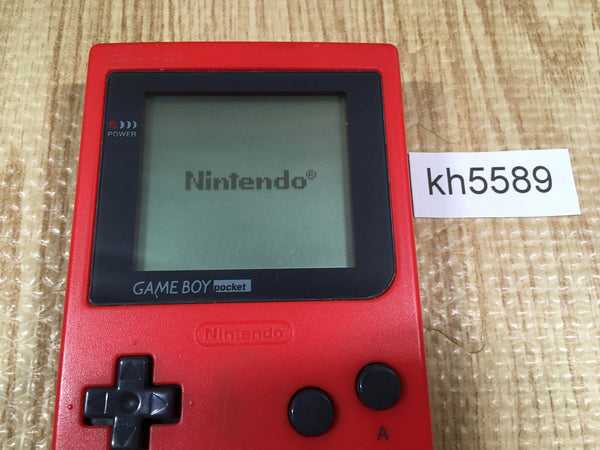 POWER
Nintendo®
kh5589
GAME BOY pocket
Nintendo
A